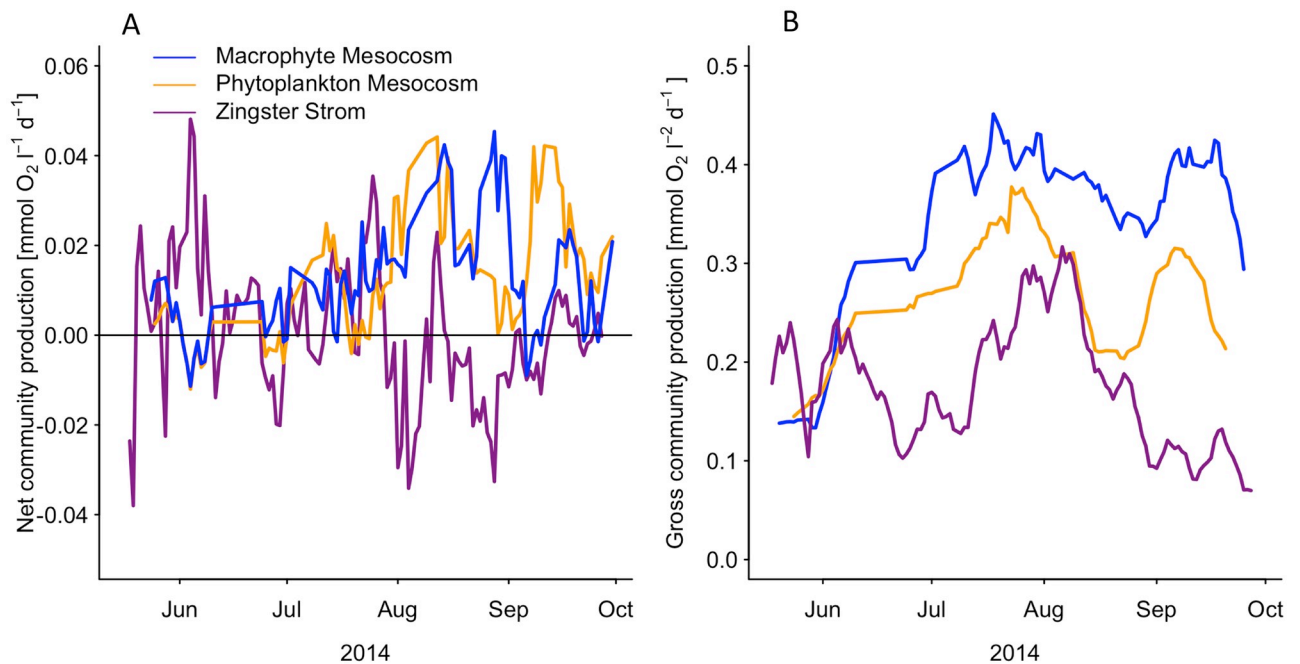 A
Macrophyte Mesocosm
Phytoplankton Mesocosm
Zingster Strom
Net community production [mmol O₂ l⁻¹ d⁻¹]
0.06
0.04
0.02
0.00
-0.02
-0.04
Jun Jul Aug Sep Oct
2014
B
Gross community production [mmol O₂ l⁻² d⁻¹ ]
0.5
0.4
0.3
0.2
0.1
0.0
Jun Jul Aug Sep Oct
2014